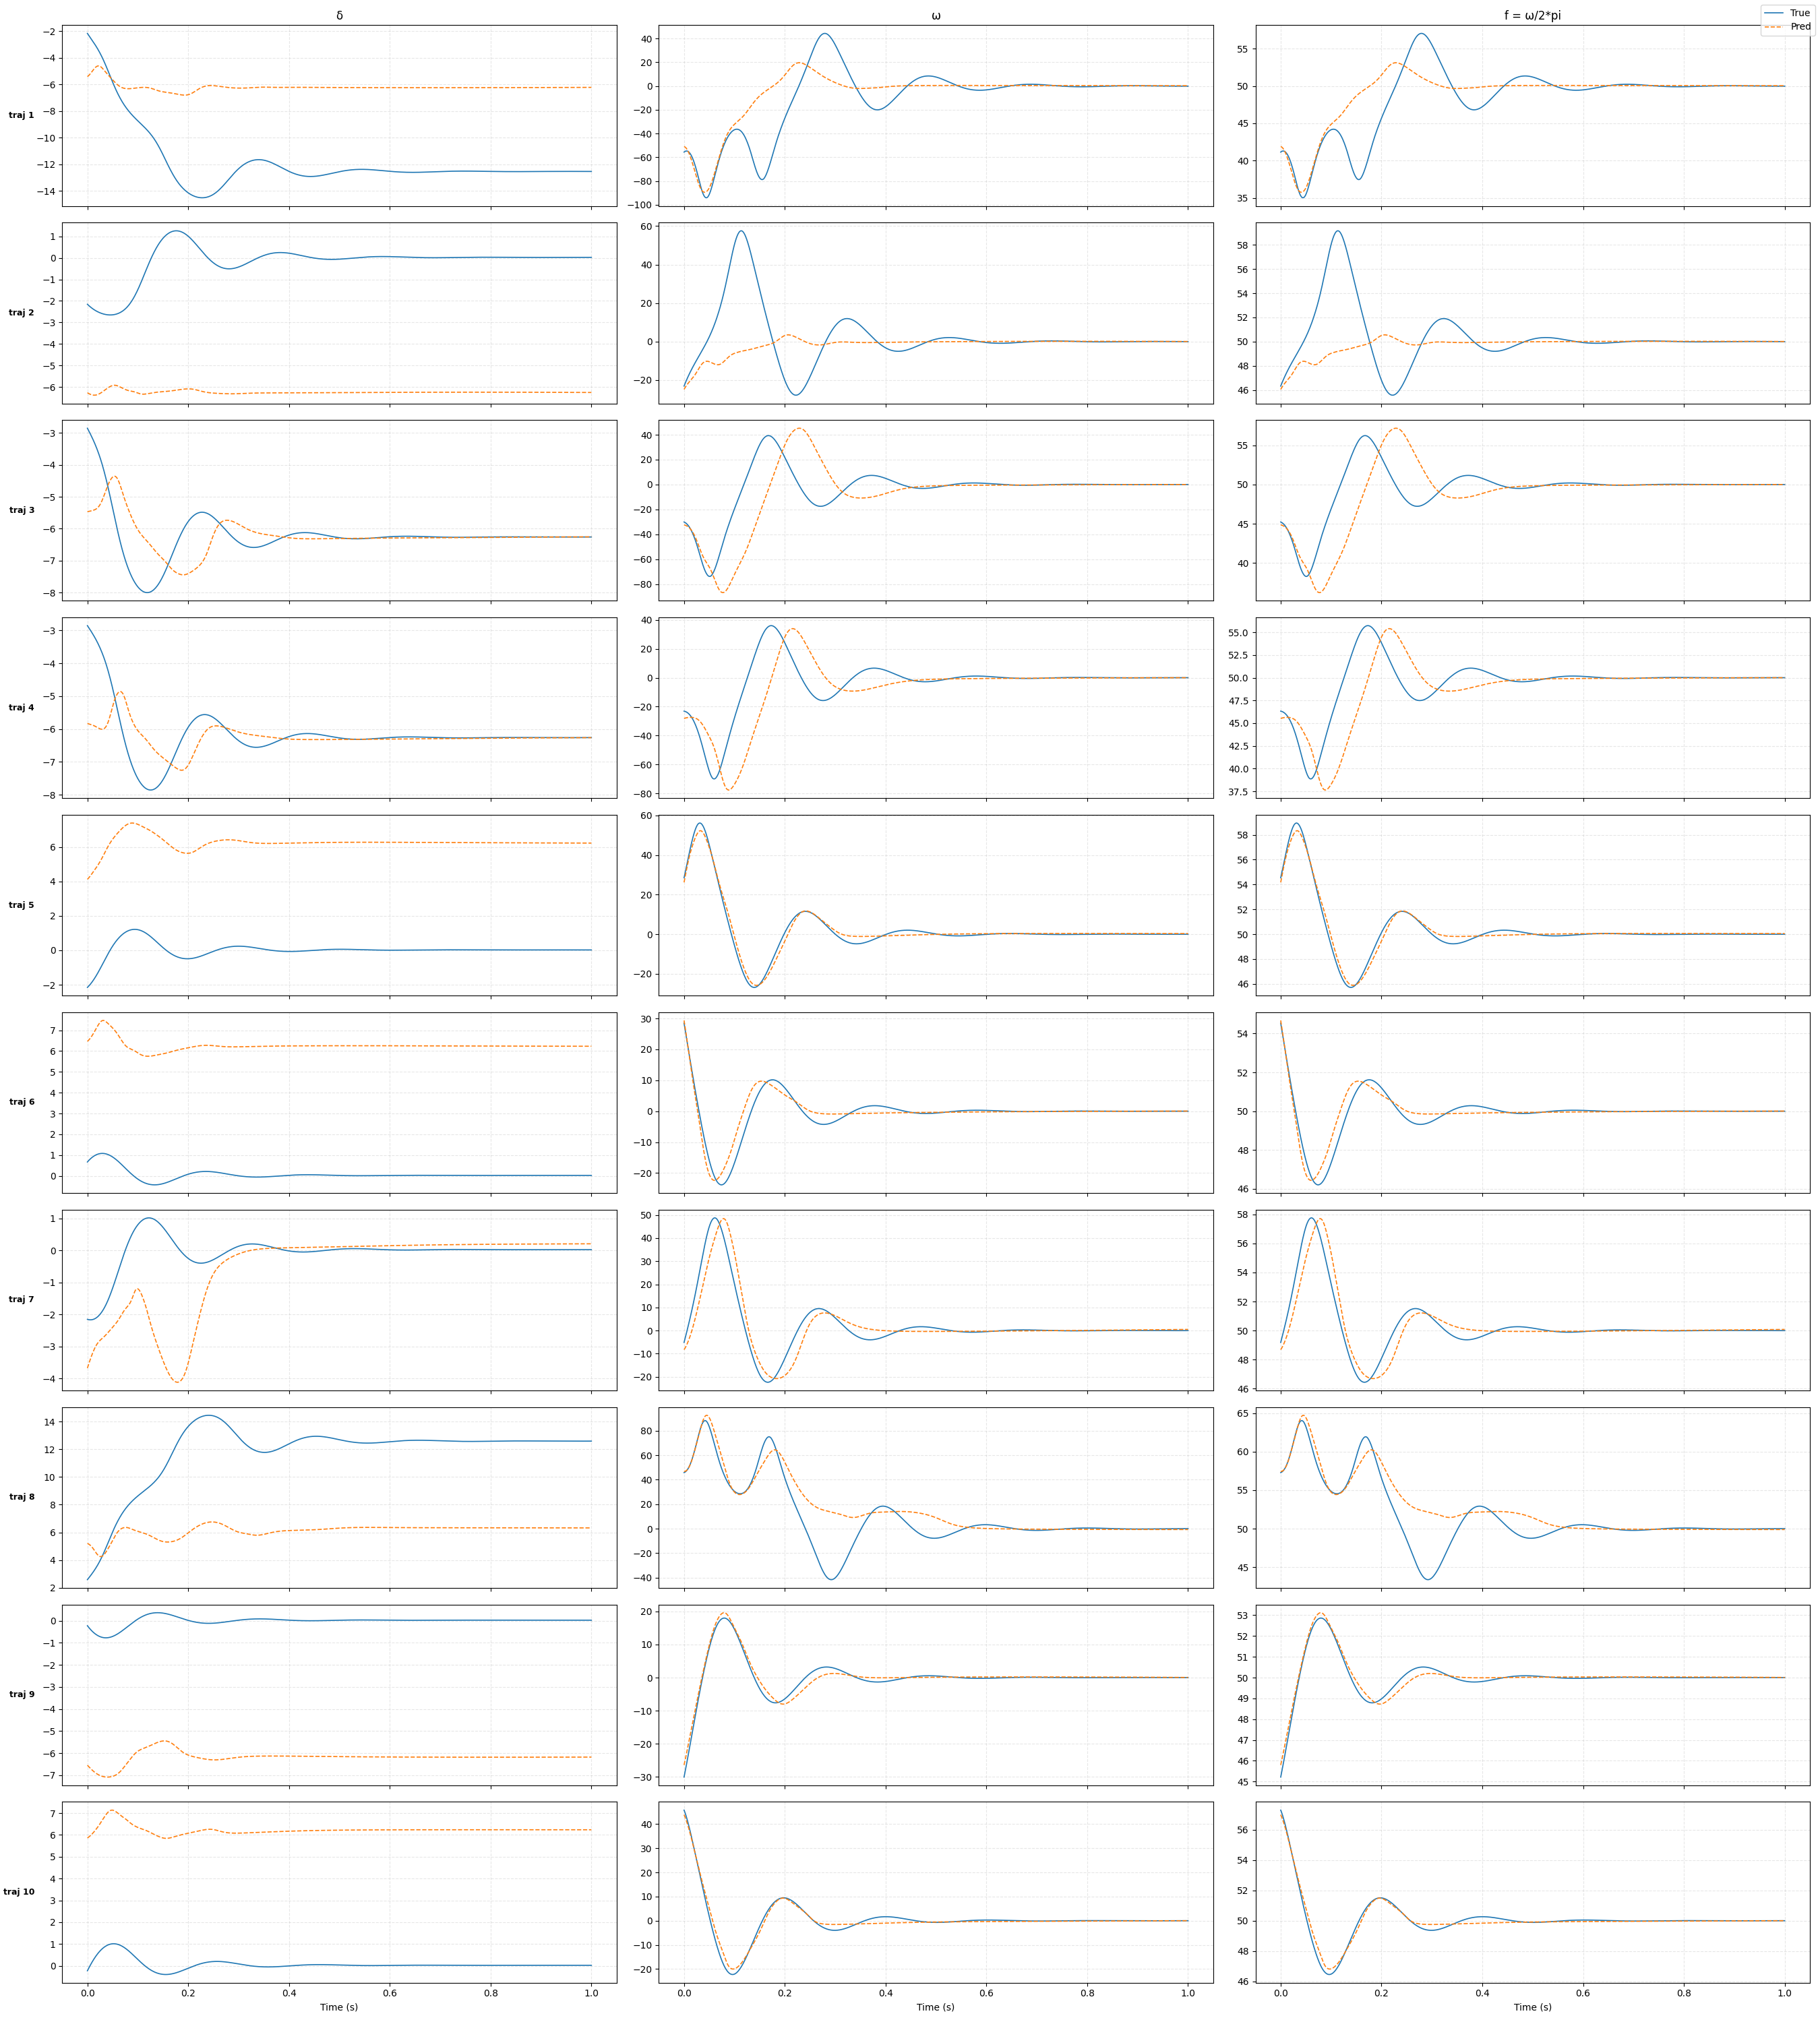 δ
ω
f = ω/2*pi
True
Pred
traj 1
−2 −4 −6 −8 −10 −12 −14
40 20 0 −20 −40 −60 −80 −100
55 50 45 40 35
traj 2
1 0 −1 −2 −3 −4 −5 −6
60 40 20 0 −20
58 56 54 52 50 48 46
traj 3
−3 −4 −5 −6 −7 −8
40 20 0 −20 −40 −60 −80
55 50 45 40
traj 4
−3 −4 −5 −6 −7 −8
40 20 0 −20 −40 −60 −80
55.0 52.5 50.0 47.5 45.0 42.5 40.0 37.5
traj 5
6 4 2 0 −2
60 40 20 0 −20
58 56 54 52 50 48 46
traj 6
7 6 5 4 3 2 1 0
30 20 10 0 −10 −20
54 52 50 48 46
traj 7
1 0 −1 −2 −3 −4
50 40 30 20 10 0 −10 −20
58 56 54 52 50 48 46
traj 8
14 12 10 8 6 4 2
80 60 40 20 0 −20 −40
65 60 55 50 45
traj 9
0 −1 −2 −3 −4 −5 −6 −7
20 10 0 −10 −20 −30
53 52 51 50 49 48 47 46 45
traj 10
7 6 5 4 3 2 1 0
40 30 20 10 0 −10 −20
56 54 52 50 48 46
0.0 0.2 0.4 0.6 0.8 1.0
0.0 0.2 0.4 0.6 0.8 1.0
0.0 0.2 0.4 0.6 0.8 1.0
Time (s)
Time (s)
Time (s)